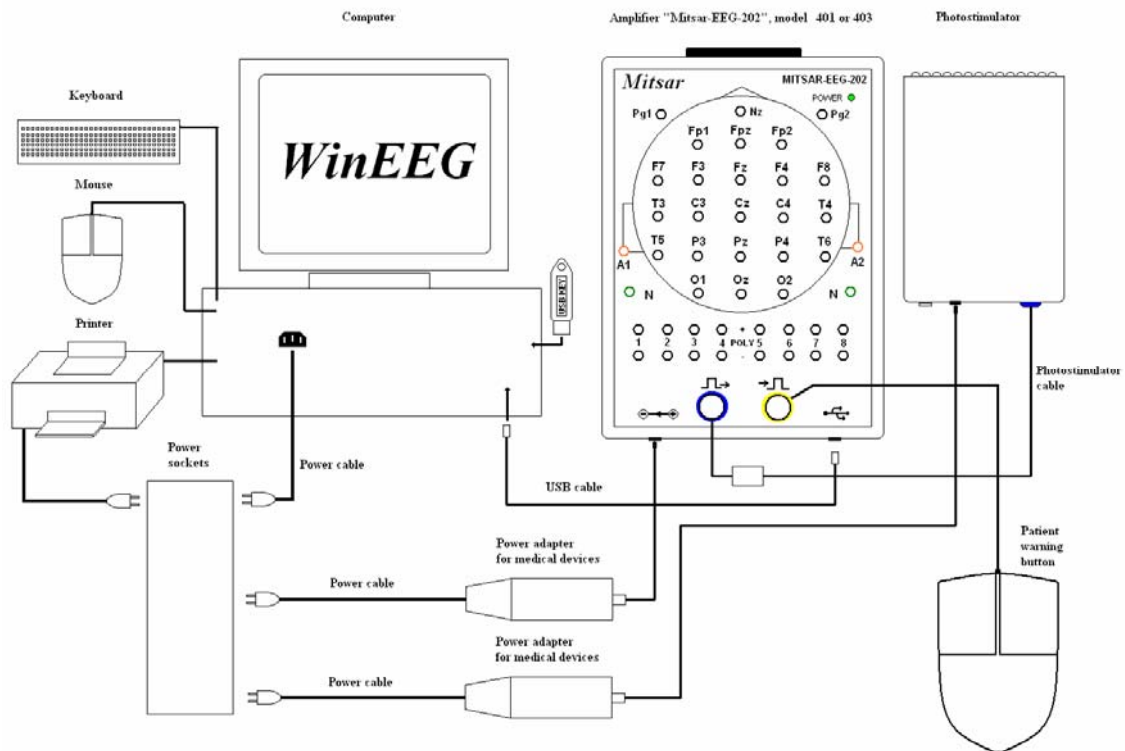 Computer
Amplifier "Mitsar-EEG-202", model 401 or 403
Photostimulator
Keyboard
Mouse
Printer
WinEEG
USB KEY
Mitsar
MITSAR-EEG-202
POWER
Pg1 Nz Pg2
Fp1 Fpz Fp2
F7 F3 Fz F4 F8
T3 C3 Cz C4 T4
T5 P3 Pz P4 T6
A1 A2
O1 Oz O2
N N
+
1 2 3 4 POLY 5 6 7 8
-
Photostimulator
cable
Power
sockets
Power cable
USB cable
Power adapter
for medical devices
Power cable
Power adapter
for medical devices
Power cable
Patient
warning
button